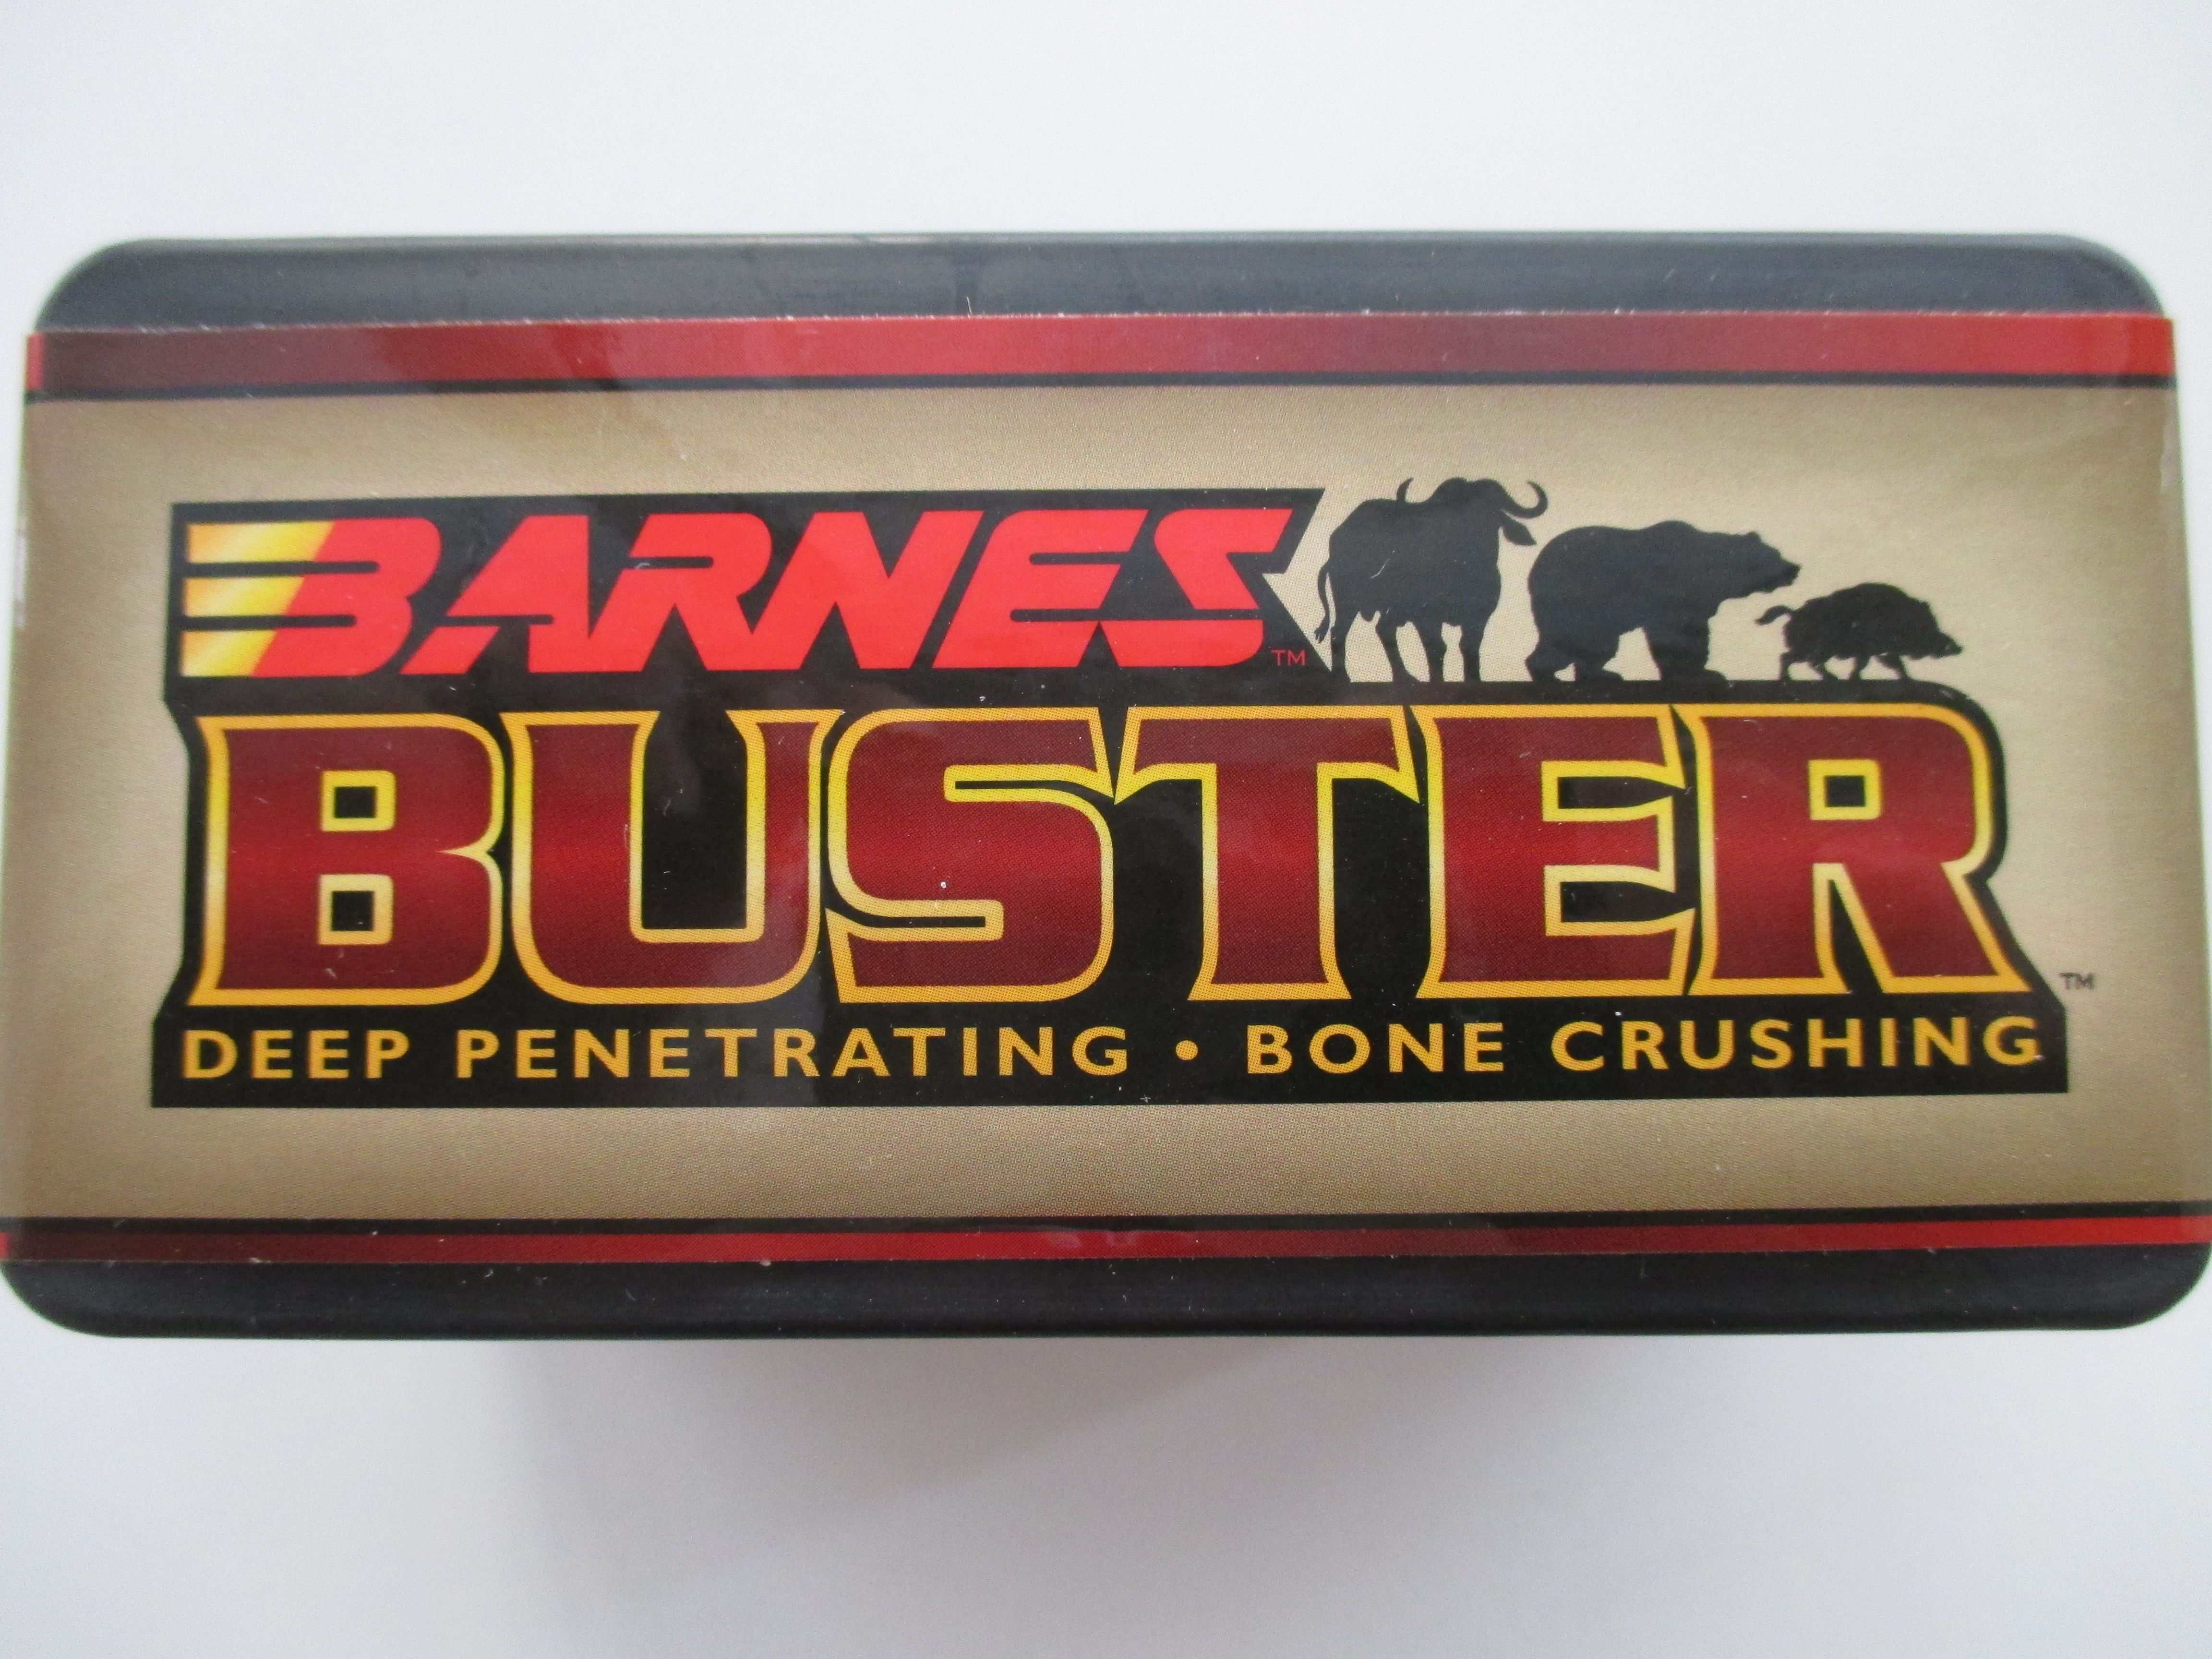 BARNES™
BUSTER™
DEEP PENETRATING • BONE CRUSHING